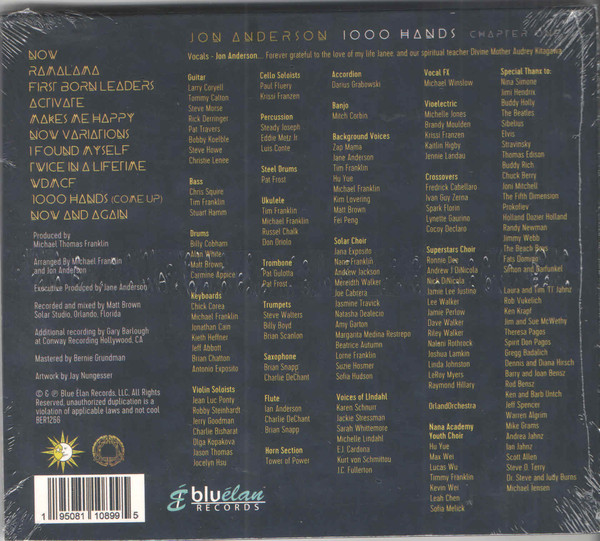 JON ANDERSON 1000 HANDS CHAPTER ONE
NOW
RAMALAMA
FIRST BORN LEADERS
ACTIVATE
MAKES ME HAPPY
NOW VARIATIONS
I FOUND MYSELF
TWICE IN A LIFETIME
WDMCF
1000 HANDS (COME UP)
NOW AND AGAIN
Produced by
Michael Thomas Franklin
Arranged By Michael Franklin
and Jon Anderson
Executive Produced by Jane Anderson
Recorded and mixed by Matt Brown
Solar Studio, Orlando, Florida
Additional recording by Gary Barlough
at Conway Recording Hollywood, CA
Mastered by Bernie Grundman
Artwork by Jay Nungesser
© & ℗ Blue Élan Records, LLC. All Rights
Reserved, unauthorized duplication is a
violation of applicable laws and not cool
BER1266
1 95081 10899 5
Vocals - Jon Anderson... Forever grateful to the love of my life Janee and our spiritual teacher Divine Mother Audrey Kitagawa
Guitar
Larry Coryell
Tommy Calton
Steve Morse
Rick Derringer
Pat Travers
Bobby Koelble
Steve Howe
Christie Lenee
Bass
Chris Squire
Tim Franklin
Stuart Hamm
Drums
Billy Cobham
Alan White
Matt Brown
Carmine Appice
Keyboards
Chick Corea
Michael Franklin
Jonathan Cain
Kieth Heffner
Jeff Abbott
Brian Chatton
Antonin Exposito
Violin Soloists
Jean Luc Ponty
Robby Steinhardt
Jerry Goodman
Charlie Bisharat
Olga Kopakova
Jason Thomas
Jocelyn Hsu
bluélan
RECORDS
Cello Soloists
Paul Fluery
Krissi Franzen
Percussion
Steady Joseph
Eddie Metz Jr
Luis Conte
Steel Drums
Pat Frost
Ukulele
Tim Franklin
Michael Franklin
Russel Chalk
Don Oriolo
Trombone
Pat Gulotta
Pat Frost
Trumpets
Steve Walters
Billy Boyd
Brian Scanlon
Saxophone
Brian Snapp
Charlie DeChant
Flute
Ian Anderson
Charlie DeChant
Brian Snapp
Horn Section
Tower of Power
Accordion
Darius Grabowski
Banjo
Mitch Corbin
Background Voices
Zap Mama
Jane Anderson
Tim Franklin
Hu Yue
Michael Franklin
Kim Lovering
Matt Brown
Fei Peng
Solar Choir
Jana Exposito
Nane Franklin
Andrew Jackson
Meredith Walker
Joe Cabrera
Jasmine Travick
Natasha Dealecio
Amy Garton
Margarita Medina Restrepo
Beatrice Autumn
Lorne Franklin
Suzie Hosmer
Sofia Hudson
Voices of Lindahl
Karen Schnurr
Jackie Stressman
Sarah Whittemore
Michelle Lindahl
E.J. Cardona
Kurt von Schmittou
J.C. Fullerton
Vocal FX
Michael Winslow
Vioelectric
Michelle Jones
Brandy Moulden
Krissi Franzen
Kaitlin Higby
Jennie Landau
Crossovers
Fredrick Cabellaro
Ivan Guy Zerna
Spark Florin
Lynette Gourino
Cocoy Declaro
Superstars Choir
Ronnie Dee
Andrew J DiNicola
Nick DiNicola
Jamie Lee Justina
Lee Walker
Jamie Perlow
Dave Walker
Riley Walker
Naleni Rothrock
Joshua Lamkin
Linda Johnston
LeRoy Myers
Raymond Hillary
OrlandOrchestra
Nana Academy
Youth Choir
Hu Yue
Max Wei
Lucas Wu
Timmy Franklin
Kevin Wei
Leah Chen
Sofia Melick
Special Thanx to:
Nina Simone
Jimi Hendrix
Buddy Holly
The Beatles
Sibelius
Elvis
Stravinsky
Thomas Edison
Buddy Rich
Chuck Berry
Joni Mitchell
The Fifth Dimension
Prokofiev
Holland Dozier Holland
Randy Newman
Jimmy Webb
The Beach Boys
Fats Domino
Simon and Garfunkel
Laura and Tim "T" Jahnz
Rob Vukelich
Ken Krapf
Jim and Sue McWethy
Theresa Pagos
Spirit Dan Pagos
Gregg Badalich
Dennis and Diana Hirsch
Barry and Joan Bensz
Rod Bensz
Ken and Barb Ontch
Jeff Spencer
Warren Algum
Mike Grams
Andrea Jahnz
Ian Jahnz
Scott Allen
Steve D. Terry
Dr. Steve and Judy Burns
Michael Jensen